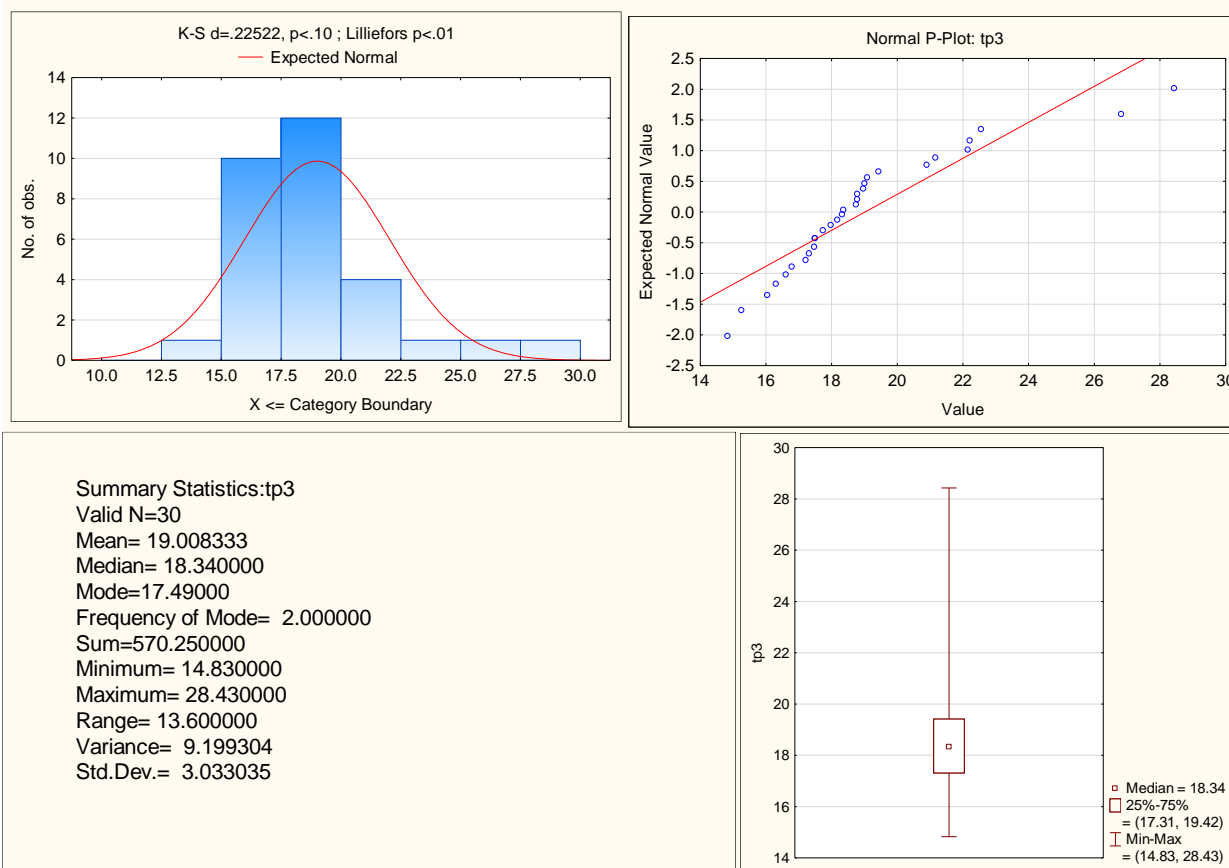 K-S d=.22522, p<.10 ; Lilliefors p<.01
Expected Normal
14
12
10
8
6
4
2
0
No. of obs.
10.0 12.5 15.0 17.5 20.0 22.5 25.0 27.5 30.0
X <= Category Boundary
Normal P-Plot: tp3
2.5
2.0
1.5
1.0
0.5
0.0
-0.5
-1.0
-1.5
-2.0
-2.5
Expected Normal Value
14 16 18 20 22 24 26 28 30
Value
Summary Statistics:tp3
Valid N=30
Mean= 19.008333
Median= 18.340000
Mode=17.49000
Frequency of Mode= 2.000000
Sum=570.250000
Minimum= 14.830000
Maximum= 28.430000
Range= 13.600000
Variance= 9.199304
Std.Dev.= 3.033035
30
28
26
24
22
20
18
16
14
tp3
Median = 18.34
25%-75%
= (17.31, 19.42)
Min-Max
= (14.83, 28.43)